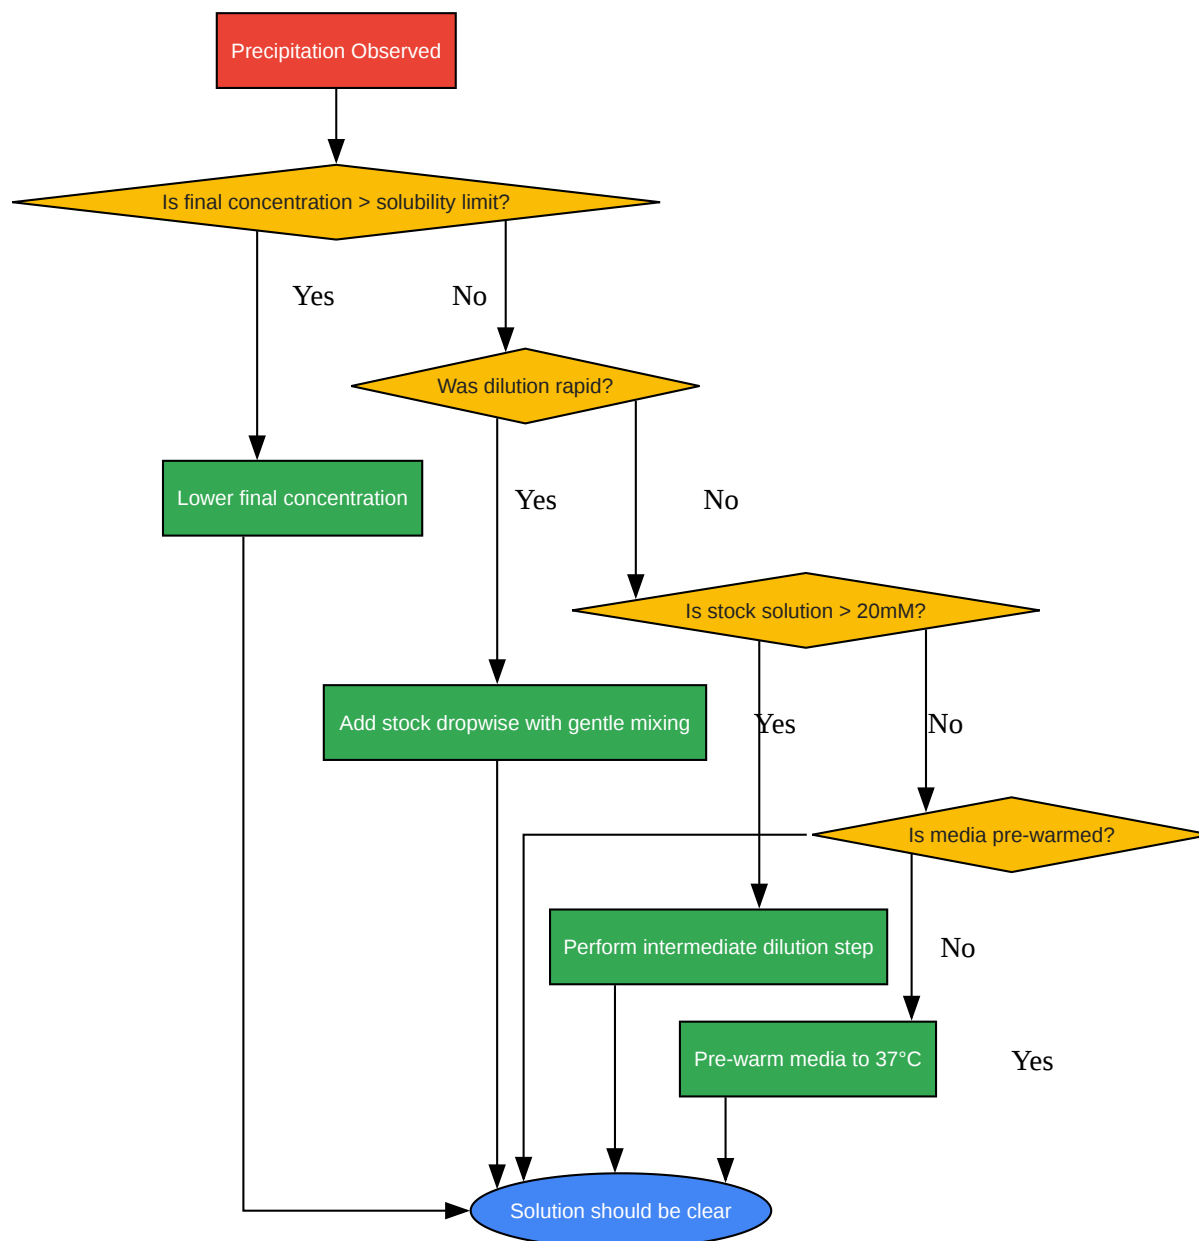 Precipitation Observed
Is final concentration > solubility limit?
Yes
No
Was dilution rapid?
Lower final concentration
Yes
No
Is stock solution > 20mM?
Add stock dropwise with gentle mixing
Yes
No
Is media pre-warmed?
Perform intermediate dilution step
No
Pre-warm media to 37°C
Yes
Solution should be clear